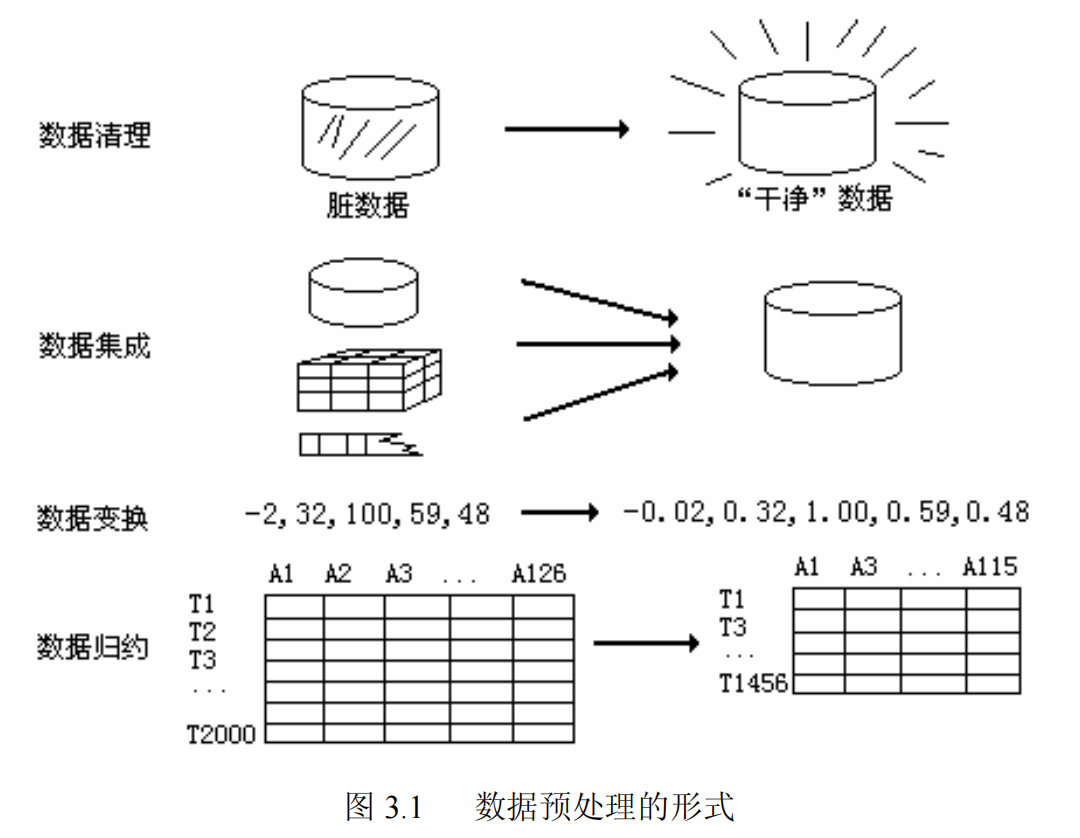 数据清理
脏数据
“干净”数据
数据集成
数据变换
-2,32,100,59,48
-0.02,0.32,1.00,0.59,0.48
数据归约
A1 A2 A3 ... A126
T1
T2
T3
...
T2000
A1 A3 ... A115
T1
T3
...
T1456
图 3.1 数据预处理的形式